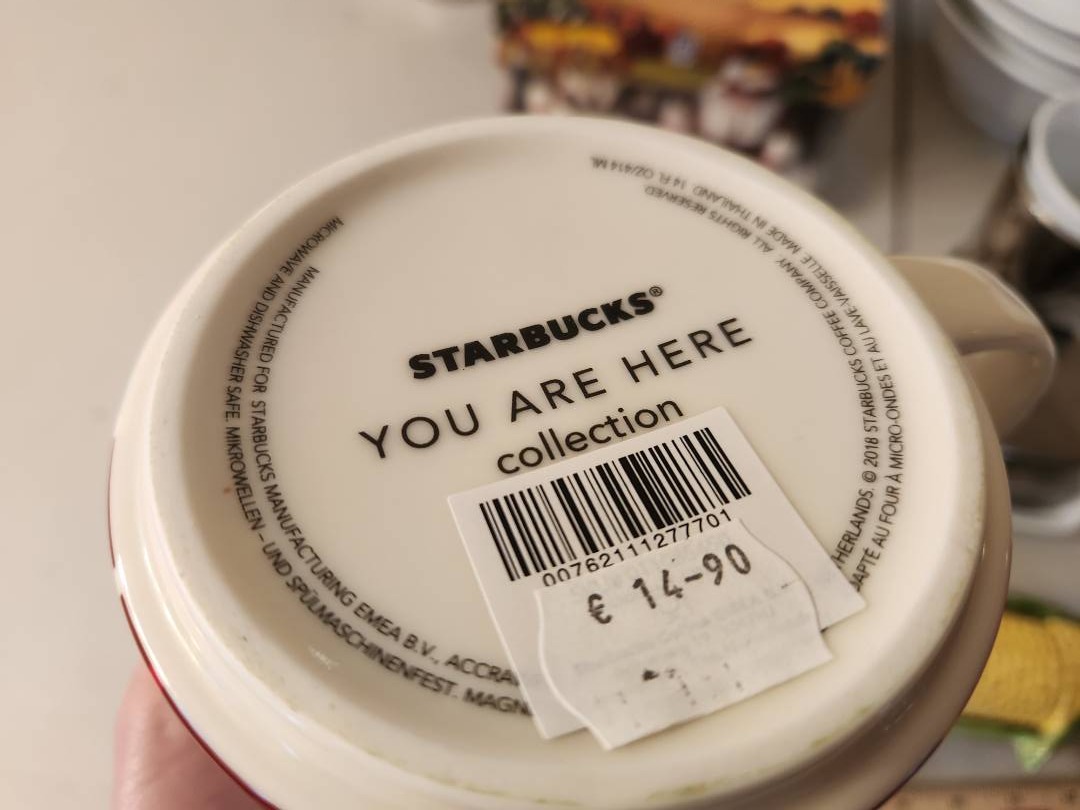 STARBUCKS®
YOU ARE HERE
collection
00762111277701
€ 14-90
MICROWAVE AND DISHWASHER SAFE. MIKROWELLEN – UND SPÜLMASCHINENFEST. MAGN
MANUFACTURED FOR STARBUCKS MANUFACTURING EMEA B.V., ACCRA
HERLANDS. © 2018 STARBUCKS COFFEE COMPANY. ALL RIGHTS RESERVED
DAPTÉ AU FOUR À MICRO-ONDES ET AU LAVE-VAISSELLE. MADE IN THAILAND 14 FL OZ/414 ML